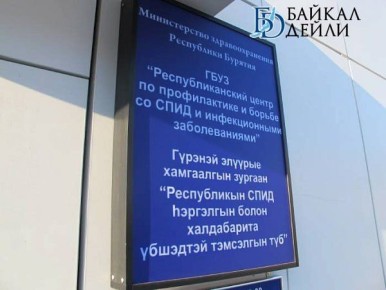 БАЙКАЛ
ДЕЙЛИ
Министерство здравоохранения
Республики Бурятия
ГБУЗ
“Республиканский центр
по профилактике и борьбе
со СПИД и инфекционными
заболеваниями”
Гүрэнэй элүүрые
хамгаалгын зургаан
“Республикын СПИД
һэргэлгын болон
халдабарита
үбшэдтэй тэмсэлгын түб”